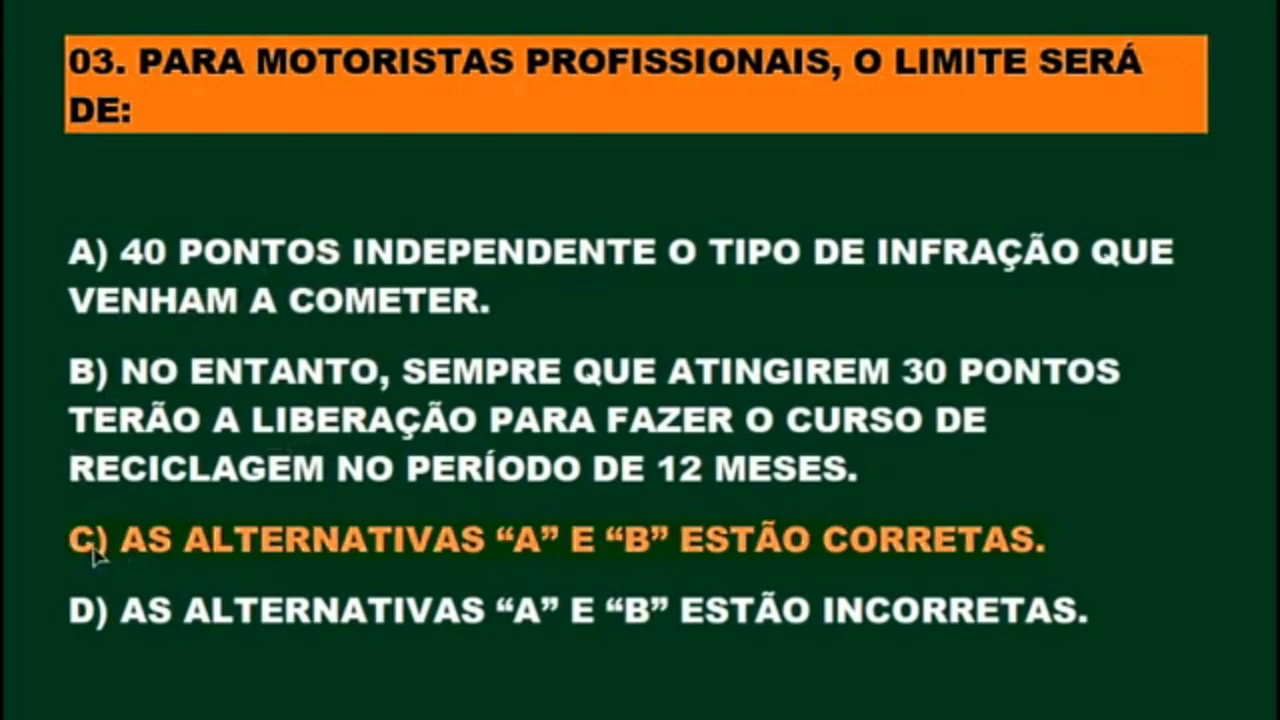 03. PARA MOTORISTAS PROFISSIONAIS, O LIMITE SERÁ
DE:
A) 40 PONTOS INDEPENDENTE O TIPO DE INFRAÇÃO QUE
VENHAM A COMETER.
B) NO ENTANTO, SEMPRE QUE ATINGIREM 30 PONTOS
TERÃO A LIBERAÇÃO PARA FAZER O CURSO DE
RECICLAGEM NO PERÍODO DE 12 MESES.
C) AS ALTERNATIVAS “A” E “B” ESTÃO CORRETAS.
D) AS ALTERNATIVAS “A” E “B” ESTÃO INCORRETAS.